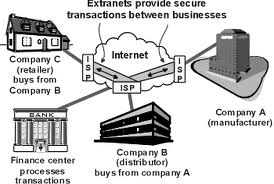 Extranets provide secure
transactions between businesses
Internet
ISP
ISP
ISP
Company C
(retailer)
buys from
Company B
Company A
(manufacturer)
BANK
Finance center
processes
transactions
Company B
(distributor)
buys from company A